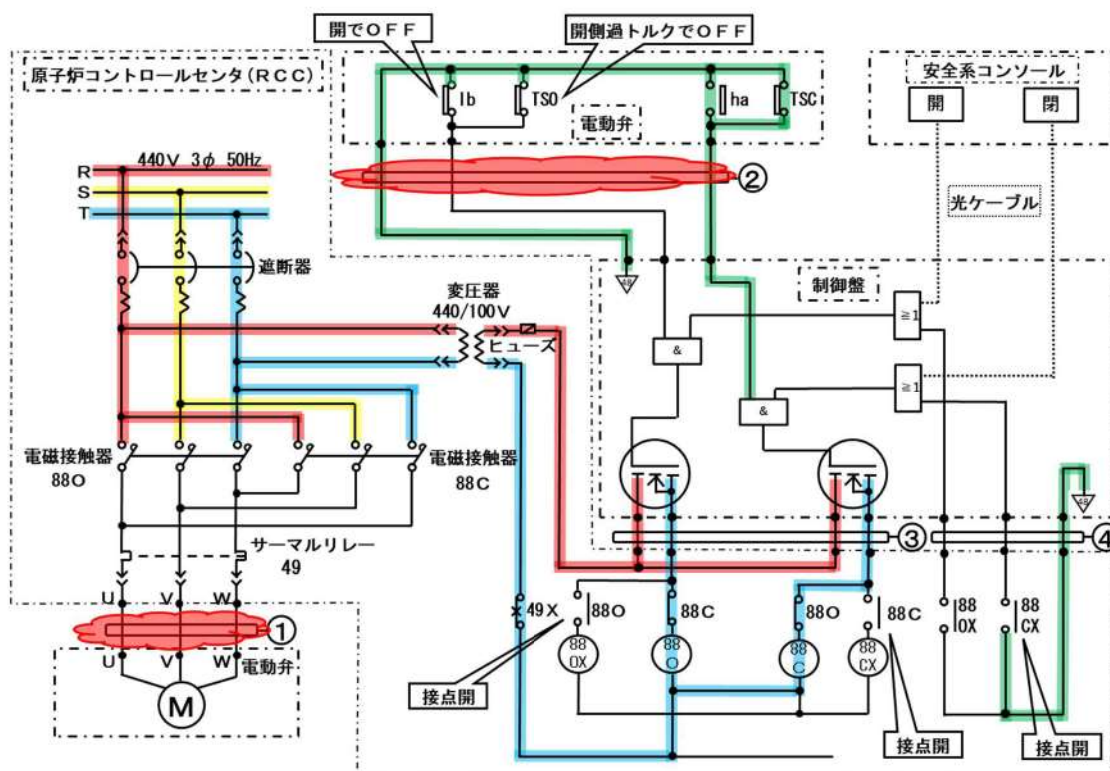 開でOFF
開側過トルクでOFF
原子炉コントロールセンタ(RCC)
安全系コンソール
開
閉
lb
TSO
ha
TSC
電動弁
440V 3φ 50Hz
R
S
T
②
光ケーブル
遮断器
48
制御盤
変圧器
440/100V
ヒューズ
≧1
&
≧1
&
電磁接触器
88O
電磁接触器
88C
48
サーマルリレー
49
③
④
U
V
W
①
49X
88O
88C
88O
88C
88
OX
88
CX
U
V
W
電動弁
88
OX
88
O
88
C
88
CX
M
接点開
接点開
接点開